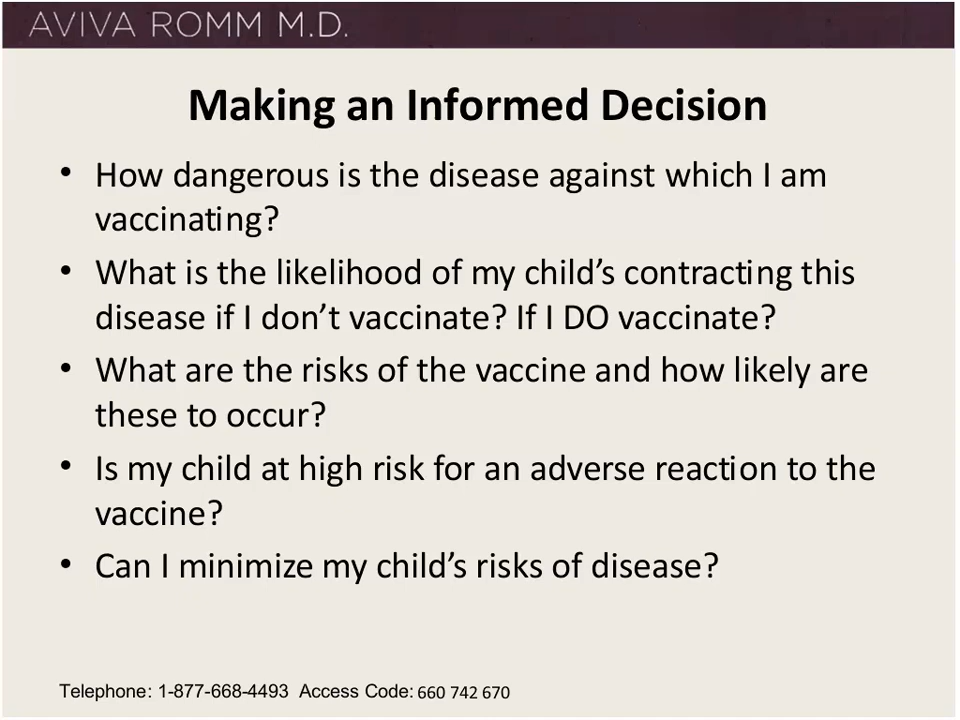 AVIVA ROMM M.D.
Making an Informed Decision
• How dangerous is the disease against which I am
vaccinating?
• What is the likelihood of my child’s contracting this
disease if I don’t vaccinate? If I DO vaccinate?
• What are the risks of the vaccine and how likely are
these to occur?
• Is my child at high risk for an adverse reaction to the
vaccine?
• Can I minimize my child’s risks of disease?
Telephone: 1-877-668-4493 Access Code: 660 742 670